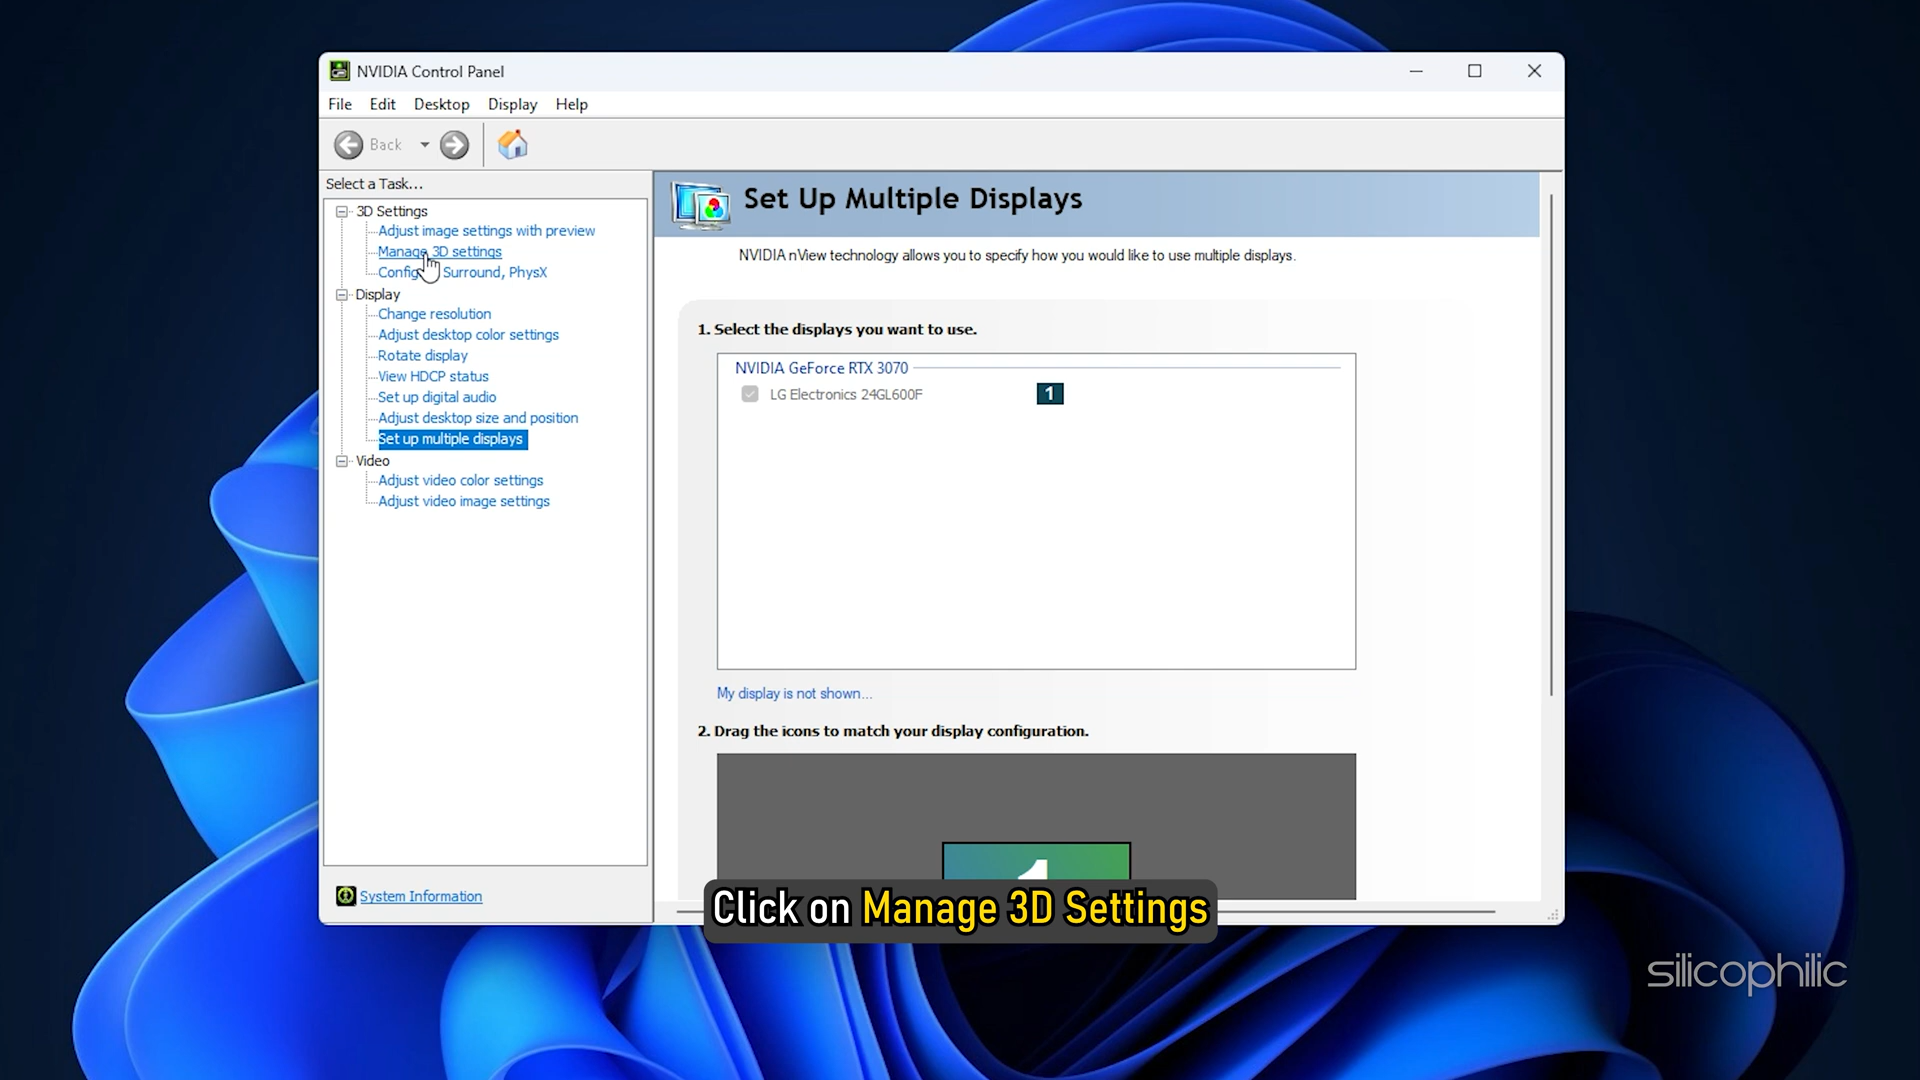 NVIDIA Control Panel
File Edit Desktop Display Help
Back
Select a Task...
3D Settings
Adjust image settings with preview
Manage 3D settings
Config Surround, PhysX
Display
Change resolution
Adjust desktop color settings
Rotate display
View HDCP status
Set up digital audio
Adjust desktop size and position
Set up multiple displays
Video
Adjust video color settings
Adjust video image settings
System Information
Set Up Multiple Displays
NVIDIA nView technology allows you to specify how you would like to use multiple displays.
1. Select the displays you want to use.
NVIDIA GeForce RTX 3070
LG Electronics 24GL600F 1
My display is not shown...
2. Drag the icons to match your display configuration.
1
Click on Manage 3D Settings
silicophilic